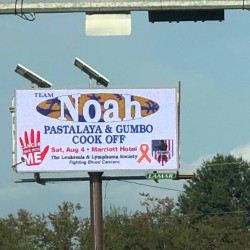 TEAM
Noah
PASTALAYA & GUMBO
COOK OFF
Sat, Aug 4 • Marriott Hotel
The Leukemia & Lymphoma Society
Fighting Blood Cancers
ME
LAMAR